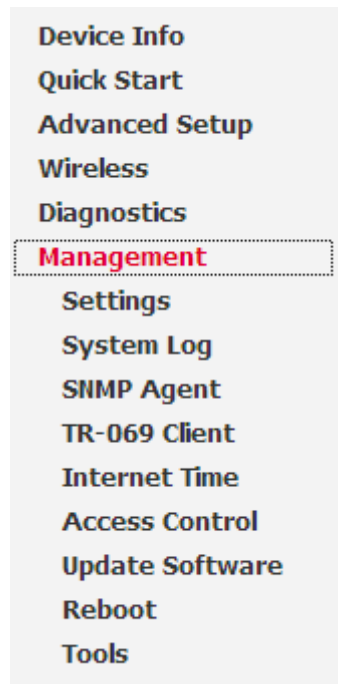 Device Info
Quick Start
Advanced Setup
Wireless
Diagnostics
Management
Settings
System Log
SNMP Agent
TR-069 Client
Internet Time
Access Control
Update Software
Reboot
Tools